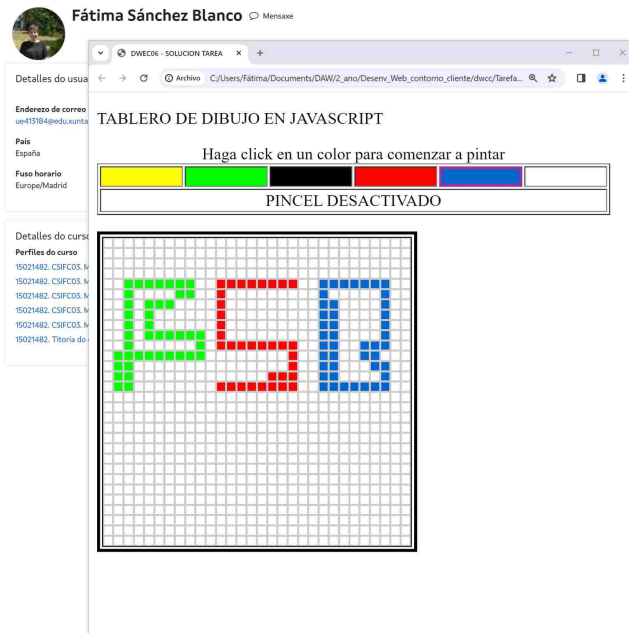 Fátima Sánchez Blanco Mensaxe
DWEC06 - SOLUCION TAREA
Archivo C:/Users/Fátima/Documents/DAW/2_ano/Desenv_Web_contorno_cliente/dwcc/Tarefa...
Detalles do usua
Enderezo de correo
ue413184@edu.xunta
País
España
Fuso horario
Europe/Madrid
Detalles do curso
Perfiles do curso
15021482. CSIFC03. M
15021482. CSIFC03. M
15021482. CSIFC03. M
15021482. CSIFC03. M
15021482. CSIFC03. M
15021482. Titoría do
TABLERO DE DIBUJO EN JAVASCRIPT
Haga click en un color para comenzar a pintar
PINCEL DESACTIVADO